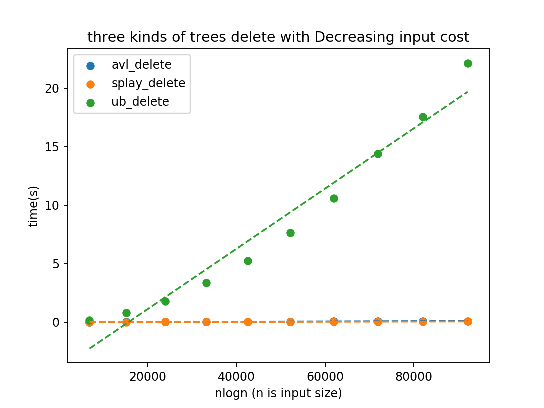 three kinds of trees delete with Decreasing input cost
avl_delete
splay_delete
ub_delete
20
15
10
5
0
time(s)
20000 40000 60000 80000
nlogn (n is input size)